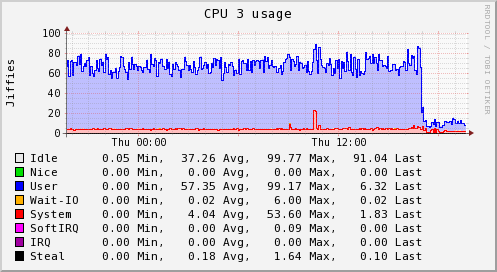 CPU 3 usage
RRDTOOL / TOBI OETIKER
Jiffies
100
80
60
40
20
0
Thu 00:00 Thu 12:00
Idle 0.05 Min, 37.26 Avg, 99.77 Max, 91.04 Last
Nice 0.00 Min, 0.00 Avg, 0.00 Max, 0.00 Last
User 0.00 Min, 57.35 Avg, 99.17 Max, 6.32 Last
Wait-IO 0.00 Min, 0.02 Avg, 6.00 Max, 0.02 Last
System 0.00 Min, 4.04 Avg, 53.60 Max, 1.83 Last
SoftIRQ 0.00 Min, 0.00 Avg, 0.09 Max, 0.00 Last
IRQ 0.00 Min, 0.00 Avg, 0.00 Max, 0.00 Last
Steal 0.00 Min, 0.18 Avg, 1.64 Max, 0.10 Last